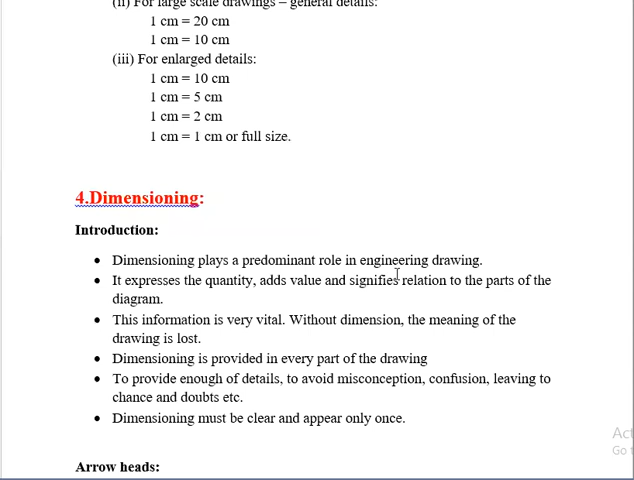 (ii) For large scale drawings – general details:
1 cm = 20 cm
1 cm = 10 cm
(iii) For enlarged details:
1 cm = 10 cm
1 cm = 5 cm
1 cm = 2 cm
1 cm = 1 cm or full size.
4.Dimensioning:
Introduction:
• Dimensioning plays a predominant role in engineering drawing.
• It expresses the quantity, adds value and signifies relation to the parts of the
diagram.
• This information is very vital. Without dimension, the meaning of the
drawing is lost.
• Dimensioning is provided in every part of the drawing
• To provide enough of details, to avoid misconception, confusion, leaving to
chance and doubts etc.
• Dimensioning must be clear and appear only once.
Act
Go t
Arrow heads: